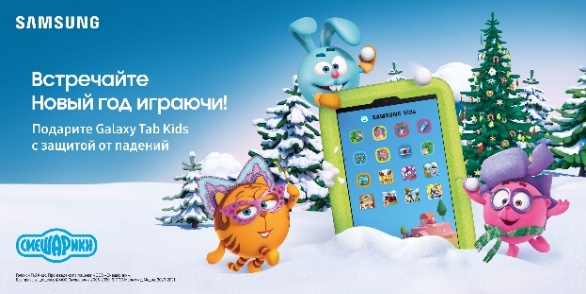 SAMSUNG
Встречайте
Новый год играючи!
Подарите Galaxy Tab Kids
с защитой от падений
SAMSUNG Kids
СМЕШАРИКИ